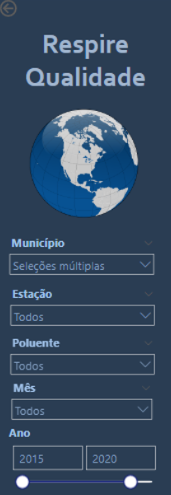 Respire
Qualidade
Município
Seleções múltiplas
Estação
Todos
Poluente
Todos
Mês
Todos
Ano
2015 2020